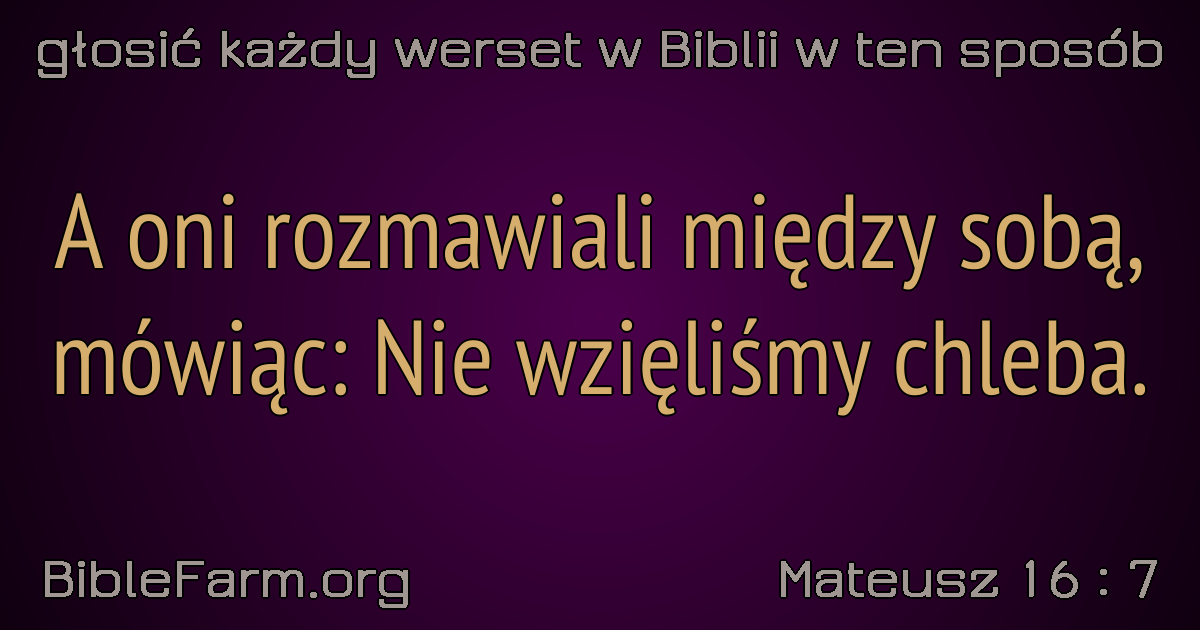 głosić każdy werset w Biblii w ten sposób
A oni rozmawiali między sobą,
mówiąc: Nie wzięliśmy chleba.
BibleFarm.org
Mateusz 16 : 7